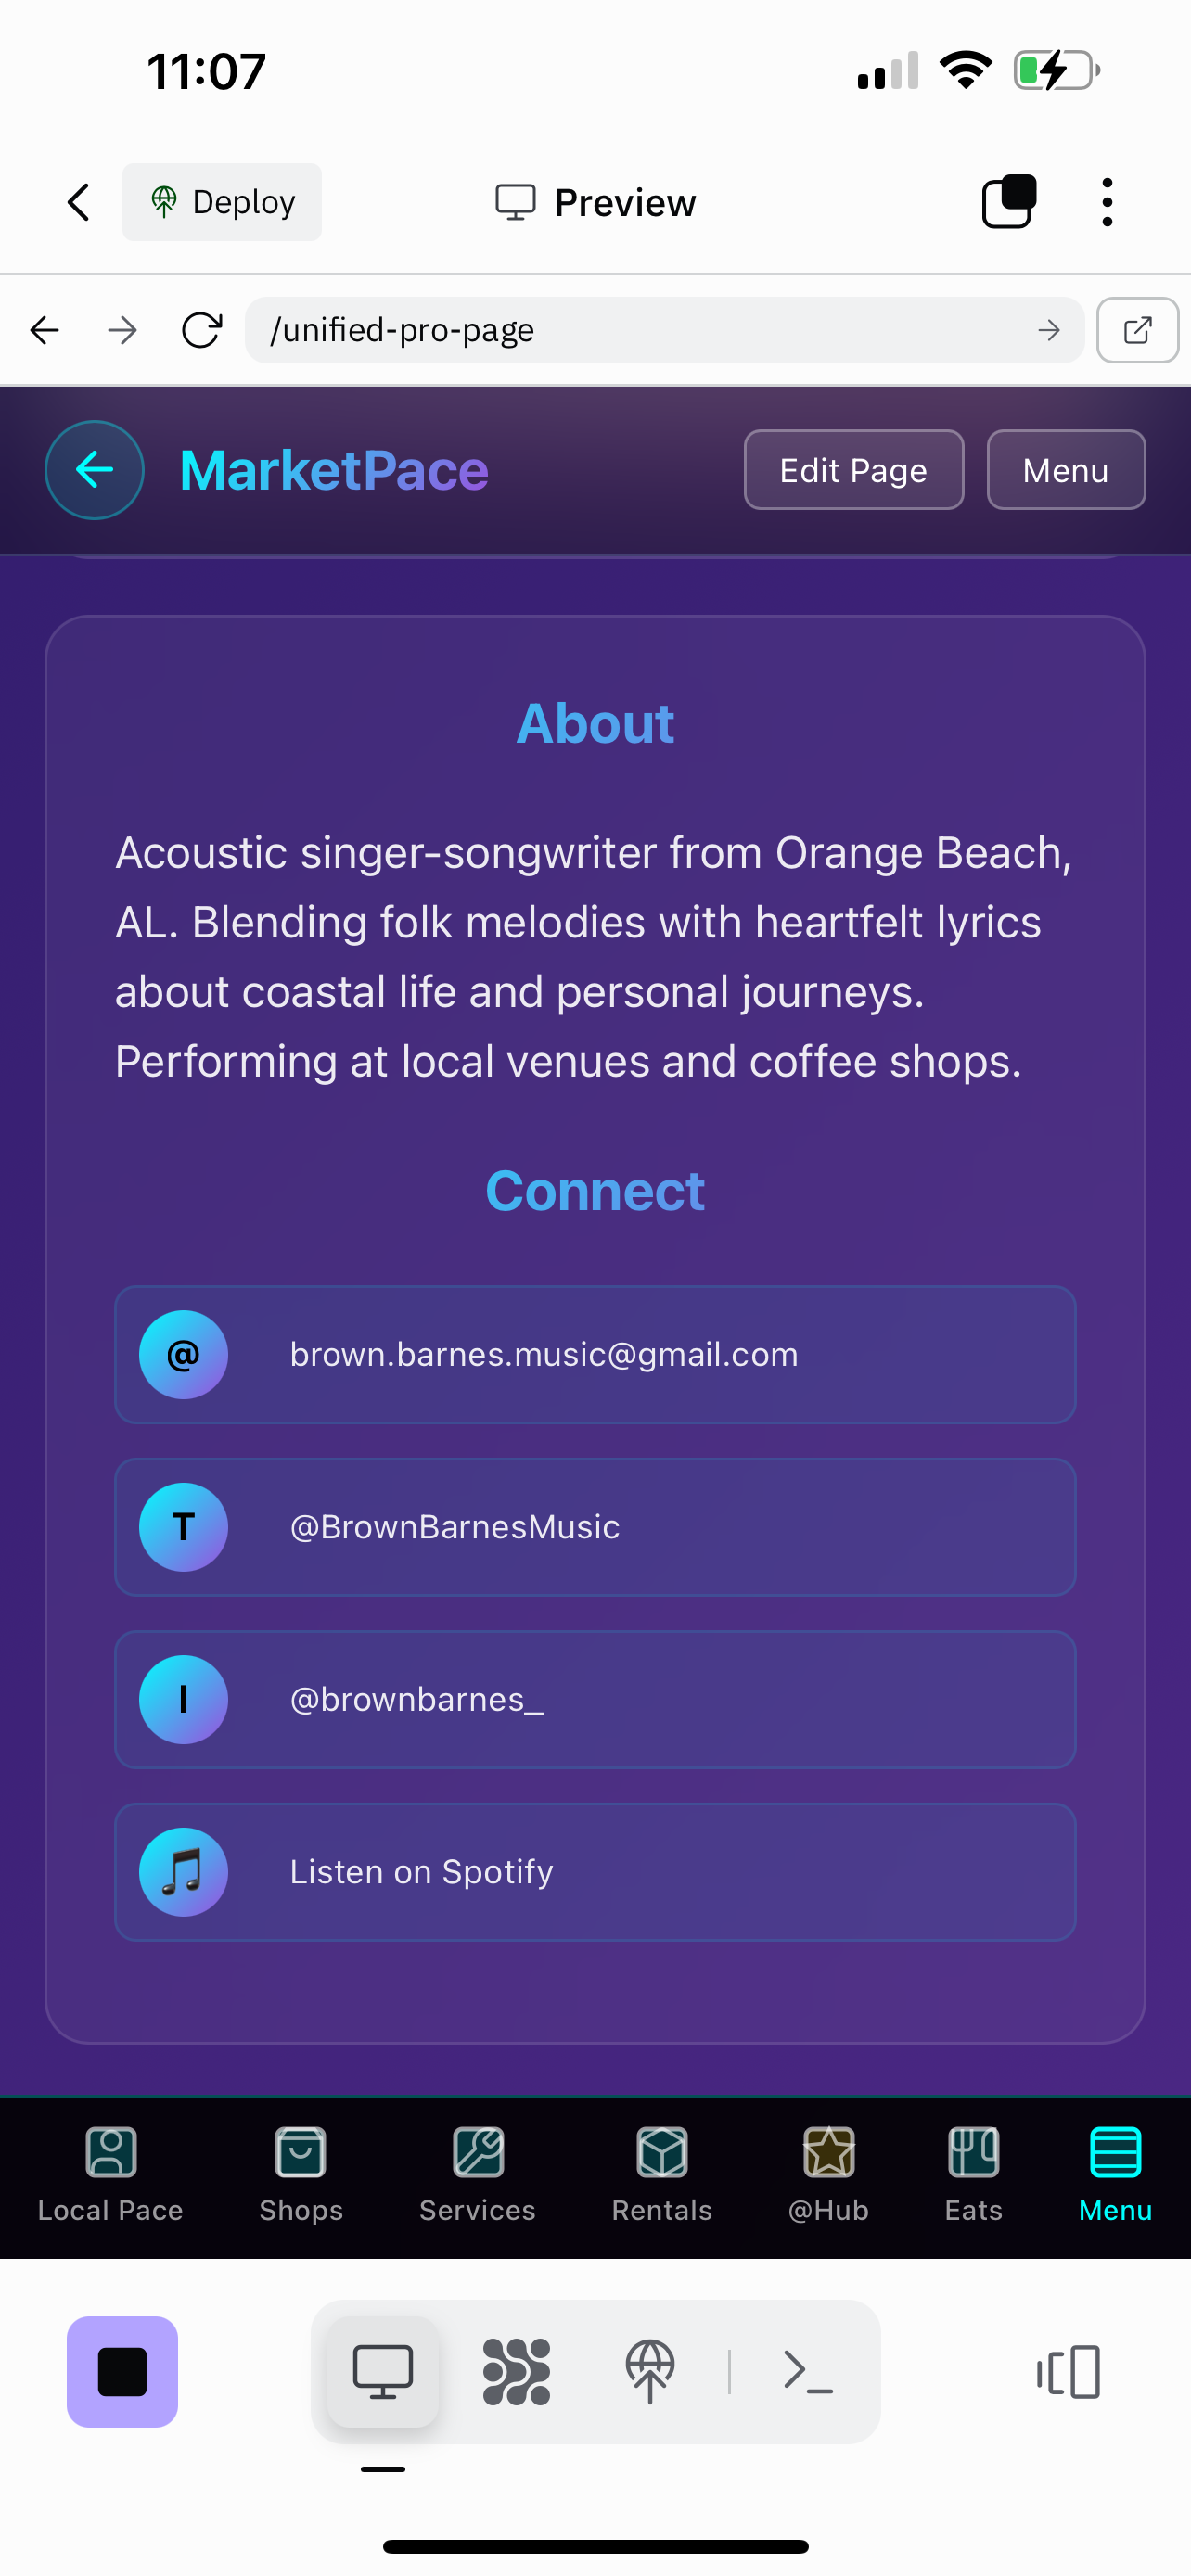 11:07
Deploy
Preview
/unified-pro-page
MarketPace
Edit Page
Menu
About
Acoustic singer-songwriter from Orange Beach,
AL. Blending folk melodies with heartfelt lyrics
about coastal life and personal journeys.
Performing at local venues and coffee shops.
Connect
@ brown.barnes.music@gmail.com
T @BrownBarnesMusic
I @brownbarnes_
Listen on Spotify
Local Pace
Shops
Services
Rentals
@Hub
Eats
Menu